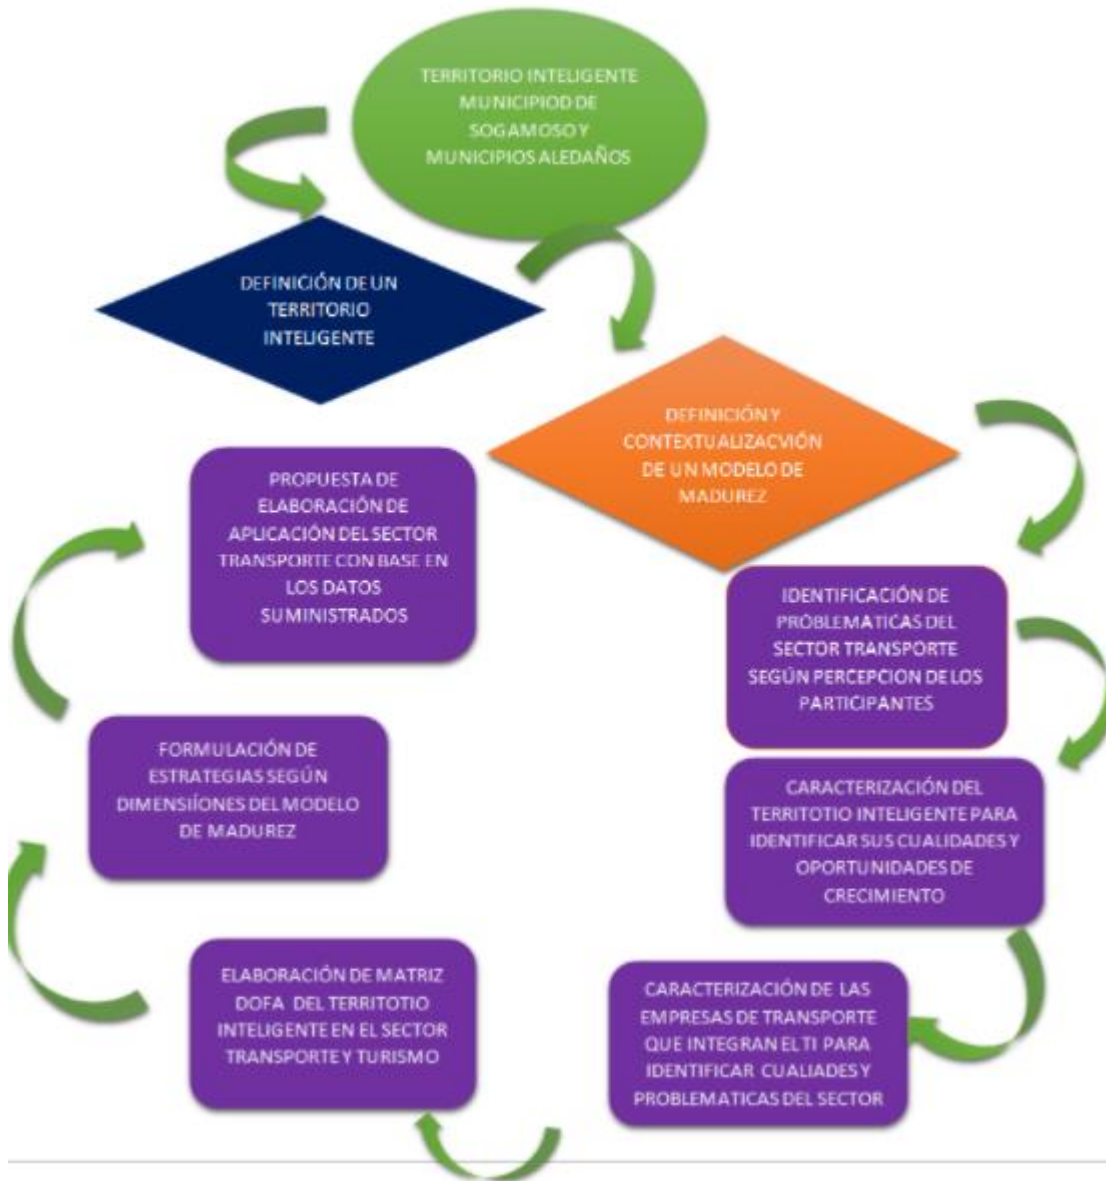 TERRITORIO INTELIGENTE
MUNICIPIOD DE
SOGAMOSO Y
MUNICIPIOS ALEDAÑOS
DEFINICIÓN DE UN
TERRITORIO
INTELIGENTE
DEFINICIÓN Y
CONTEXTUALIZACVIÓN
DE UN MODELO DE
MADUREZ
IDENTIFICACIÓN DE
PROBLEMATICAS DEL
SECTOR TRANSPORTE
SEGÚN PERCEPCION DE LOS
PARTICIPANTES
CARACTERIZACIÓN DEL
TERRITOTIO INTELIGENTE PARA
IDENTIFICAR SUS CUALIDADES Y
OPORTUNIDADES DE
CRECIMIENTO
CARACTERIZACIÓN DE LAS
EMPRESAS DE TRANSPORTE
QUE INTEGRAN EL TI PARA
IDENTIFICAR CUALIADES Y
PROBLEMATICAS DEL SECTOR
ELABORACIÓN DE MATRIZ
DOFA DEL TERRITOTIO
INTELIGENTE EN EL SECTOR
TRANSPORTE Y TURISMO
FORMULACIÓN DE
ESTRATEGIAS SEGÚN
DIMENSIÍONES DEL MODELO
DE MADUREZ
PROPUESTA DE
ELABORACIÓN DE
APLICACIÓN DEL SECTOR
TRANSPORTE CON BASE EN
LOS DATOS
SUMINISTRADOS